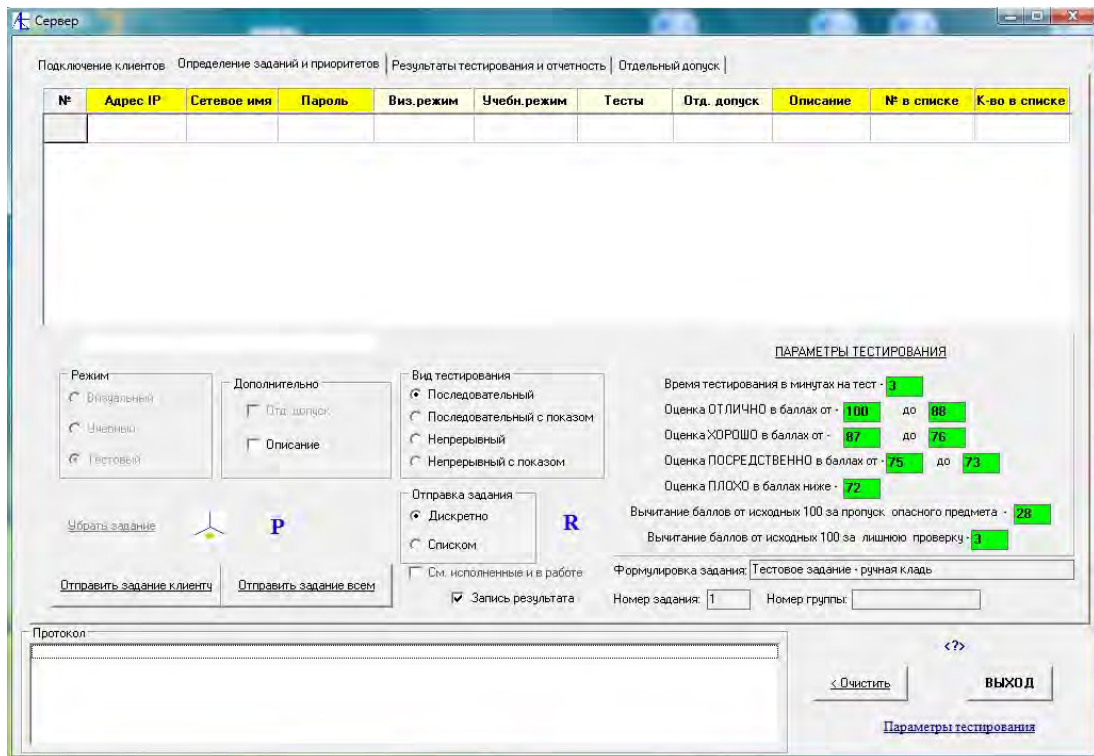 Сервер
Подключение клиентов Определение заданий и приоритетов Результаты тестирования и отчетность Отдельный допуск
№ Адрес IP Сетевое имя Пароль Виз.режим Учебн.режим Тесты Отд. допуск Описание № в списке К-во в списке
ПАРАМЕТРЫ ТЕСТИРОВАНИЯ
Режим
Визуальный
Учебный
Тестовый
Дополнительно
Отд. допуск
Описание
Вид тестирования
Последовательный
Последовательный с показом
Непрерывный
Непрерывный с показом
Время тестирования в минутах на тест - 3
Оценка ОТЛИЧНО в баллах от - 100 до 88
Оценка ХОРОШО в баллах от - 87 до 76
Оценка ПОСРЕДСТВЕННО в баллах от - 75 до 73
Оценка ПЛОХО в баллах ниже - 72
Вычитание баллов от исходных 100 за пропуск опасного предмета - 28
Вычитание баллов от исходных 100 за лишнюю проверку - 3
Отправка задания
Дискретно
Списком
Убрать задание
P
R
Отправить задание клиенту
Отправить задание всем
См. исполненные и в работе
Запись результата
Формулировка задания: Тестовое задание - ручная кладь
Номер задания: 1 Номер группы:
Протокол
<?>
< Очистить
ВЫХОД
Параметры тестирования